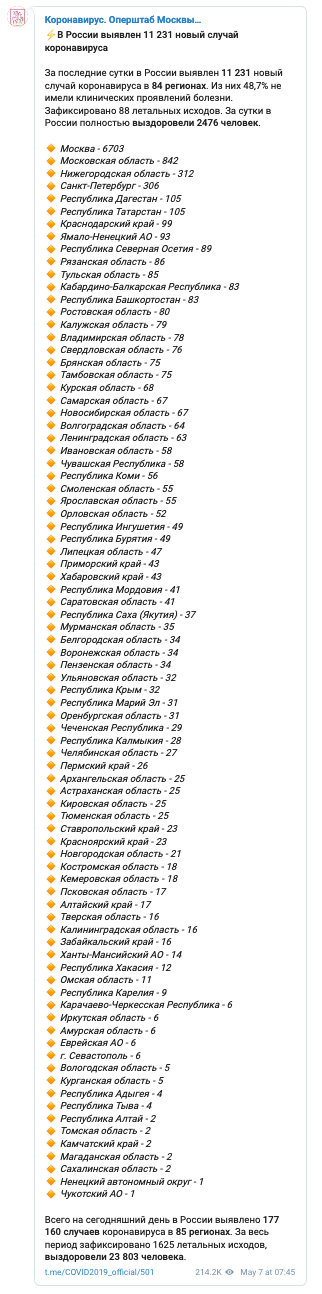 Коронавирус. Оперштаб Москвы...
⚡В России выявлен 11 231 новый случай
коронавируса
За последние сутки в России выявлен 11 231 новый
случай коронавируса в 84 регионах. Из них 48,7% не
имели клинических проявлений болезни.
Зафиксировано 88 летальных исходов. За сутки в
России полностью выздоровели 2476 человек.
🔸 Москва - 6703
🔸 Московская область - 842
🔸 Нижегородская область - 312
🔸 Санкт-Петербург - 306
🔸 Республика Дагестан - 105
🔸 Республика Татарстан - 105
🔸 Краснодарский край - 99
🔸 Ямало-Ненецкий АО - 93
🔸 Республика Северная Осетия - 89
🔸 Рязанская область - 86
🔸 Тульская область - 85
🔸 Кабардино-Балкарская Республика - 83
🔸 Республика Башкортостан - 83
🔸 Ростовская область - 80
🔸 Калужская область - 79
🔸 Владимирская область - 78
🔸 Свердловская область - 76
🔸 Брянская область - 75
🔸 Тамбовская область - 75
🔸 Курская область - 68
🔸 Самарская область - 67
🔸 Новосибирская область - 67
🔸 Волгоградская область - 64
🔸 Ленинградская область - 63
🔸 Ивановская область - 58
🔸 Чувашская Республика - 58
🔸 Республика Коми - 56
🔸 Смоленская область - 55
🔸 Ярославская область - 55
🔸 Орловская область - 52
🔸 Республика Ингушетия - 49
🔸 Республика Бурятия - 49
🔸 Липецкая область - 47
🔸 Приморский край - 43
🔸 Хабаровский край - 43
🔸 Республика Мордовия - 41
🔸 Саратовская область - 41
🔸 Республика Саха (Якутия) - 37
🔸 Мурманская область - 35
🔸 Белгородская область - 34
🔸 Воронежская область - 34
🔸 Пензенская область - 34
🔸 Ульяновская область - 32
🔸 Республика Крым - 32
🔸 Республика Марий Эл - 31
🔸 Оренбургская область - 31
🔸 Чеченская Республика - 29
🔸 Республика Калмыкия - 28
🔸 Челябинская область - 27
🔸 Пермский край - 26
🔸 Архангельская область - 25
🔸 Астраханская область - 25
🔸 Кировская область - 25
🔸 Тюменская область - 25
🔸 Ставропольский край - 23
🔸 Красноярский край - 23
🔸 Новгородская область - 21
🔸 Костромская область - 18
🔸 Кемеровская область - 18
🔸 Псковская область - 17
🔸 Алтайский край - 17
🔸 Тверская область - 16
🔸 Калининградская область - 16
🔸 Забайкальский край - 16
🔸 Ханты-Мансийский АО - 14
🔸 Республика Хакасия - 12
🔸 Омская область - 11
🔸 Республика Карелия - 9
🔸 Карачаево-Черкесская Республика - 6
🔸 Иркутская область - 6
🔸 Амурская область - 6
🔸 Еврейская АО - 6
🔸 г. Севастополь - 6
🔸 Вологодская область - 5
🔸 Курганская область - 5
🔸 Республика Адыгея - 4
🔸 Республика Тыва - 4
🔸 Республика Алтай - 2
🔸 Томская область - 2
🔸 Камчатский край - 2
🔸 Магаданская область - 2
🔸 Сахалинская область - 2
🔸 Ненецкий автономный округ - 1
🔸 Чукотский АО - 1
Всего на сегодняшний день в России выявлено 177
160 случаев коронавируса в 85 регионах. За весь
период зафиксировано 1625 летальных исходов,
выздоровели 23 803 человека.
t.me/COVID2019_official/501 214.2K May 7 at 07:45